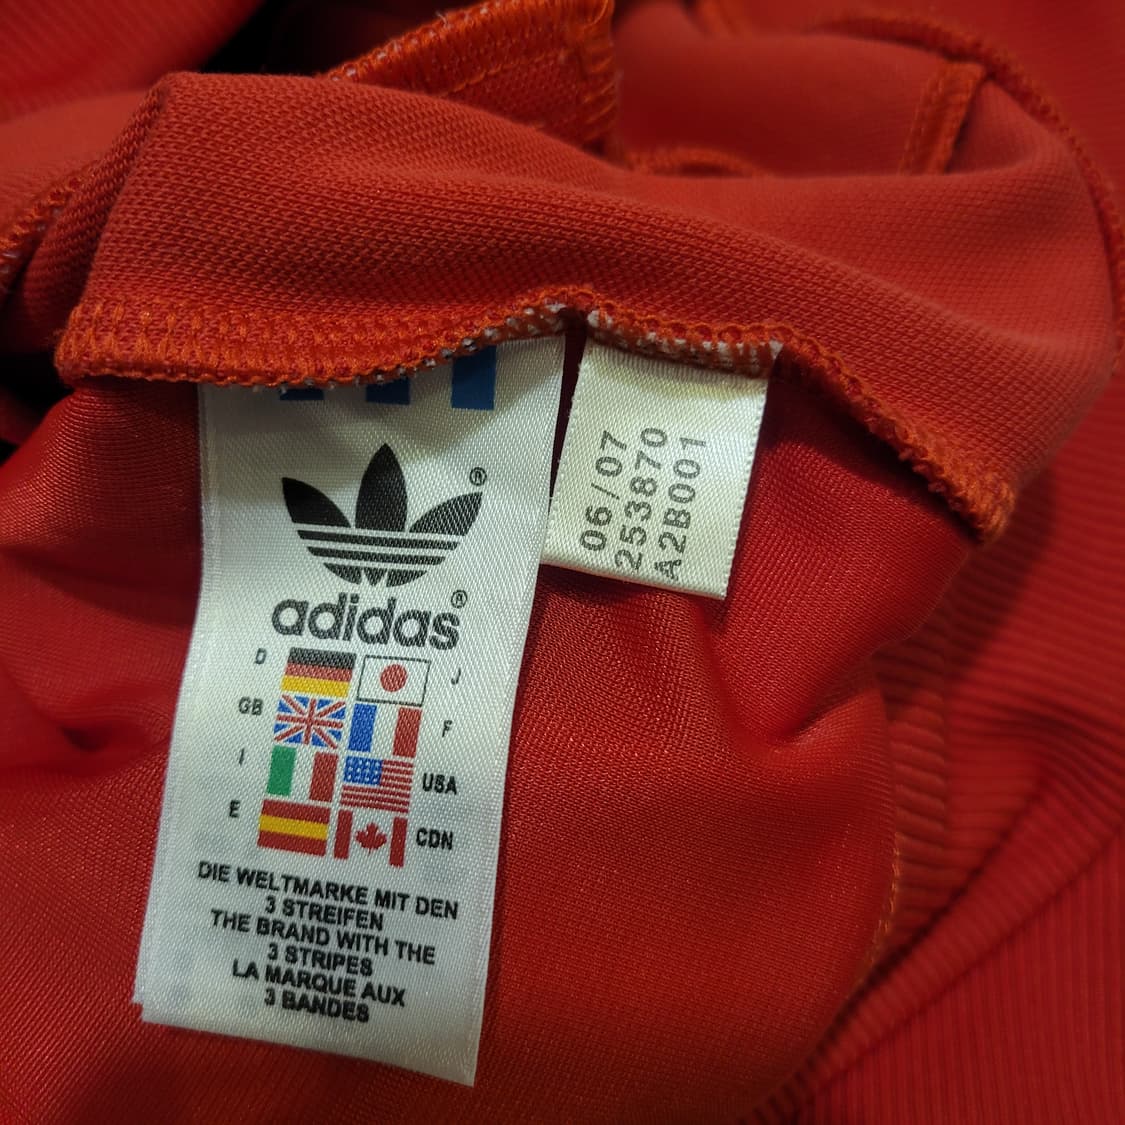 ®
adidas®
D
J
GB
F
I
USA
E
CDN
DIE WELTMARKE MIT DEN
3 STREIFEN
THE BRAND WITH THE
3 STRIPES
LA MARQUE AUX
3 BANDES
06/07
253870
A2B001